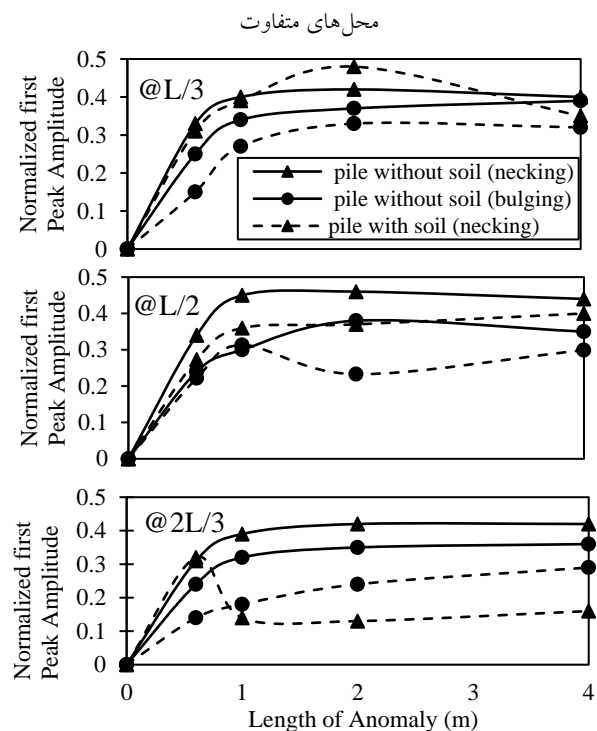 محل‌های متفاوت
Normalized first
Peak Amplitude
0.5
0.4
0.3
0.2
0.1
0
@L/3
pile without soil (necking)
pile without soil (bulging)
pile with soil (necking)
Normalized first
Peak Amplitude
0.5
0.4
0.3
0.2
0.1
0
@L/2
Normalized first
Peak Amplitude
0.5
0.4
0.3
0.2
0.1
0
@2L/3
0 1 2 3 4
Length of Anomaly (m)